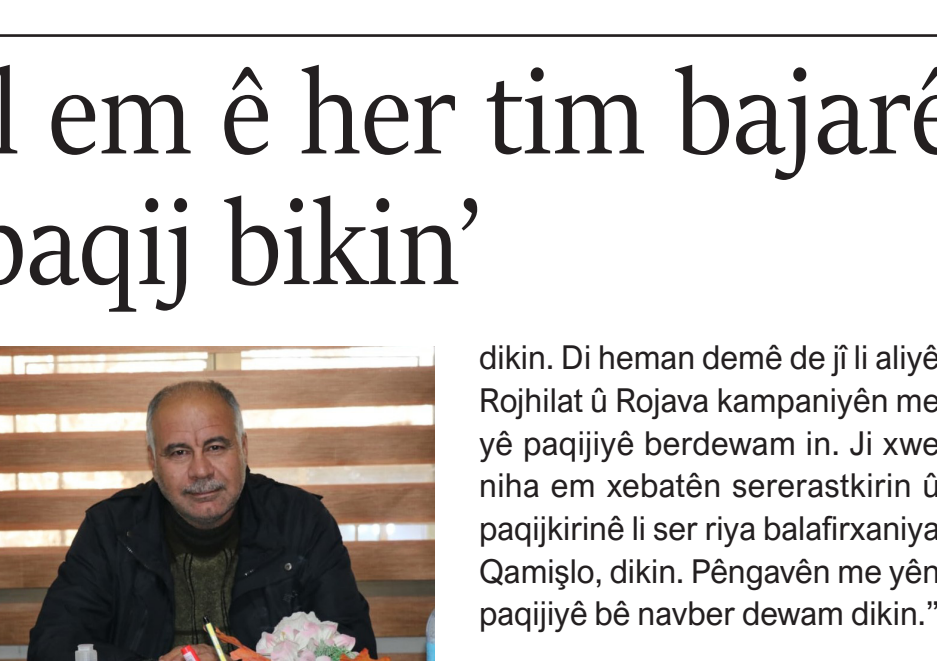 em ê her tim bajarê
paqij bikin’
dikin. Di heman demê de jî li aliyê
Rojhilat û Rojava kampaniyên me
yê paqijiyê berdewam in. Ji xwe
niha em xebatên sererastkirin û
paqijkirinê li ser riya balafirxaniya
Qamişlo, dikin. Pêngavên me yên
paqijiyê bê navber dewam dikin.”